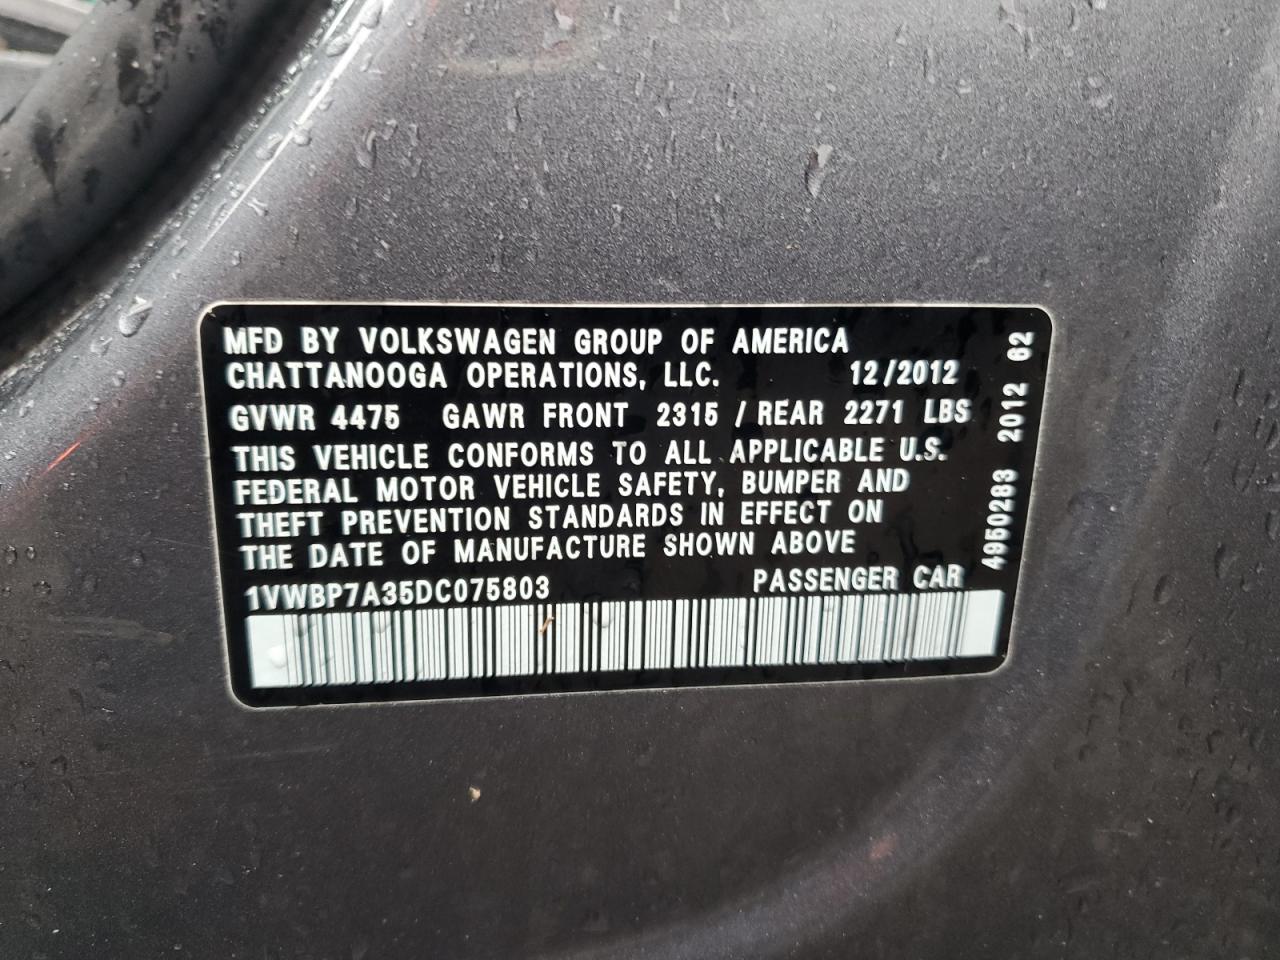 MFD BY VOLKSWAGEN GROUP OF AMERICA
CHATTANOOGA OPERATIONS, LLC. 12/2012
GVWR 4475 GAWR FRONT 2315 / REAR 2271 LBS
THIS VEHICLE CONFORMS TO ALL APPLICABLE U.S.
FEDERAL MOTOR VEHICLE SAFETY, BUMPER AND
THEFT PREVENTION STANDARDS IN EFFECT ON
THE DATE OF MANUFACTURE SHOWN ABOVE
1VWBP7A35DC075803 PASSENGER CAR
4950283 2012 62